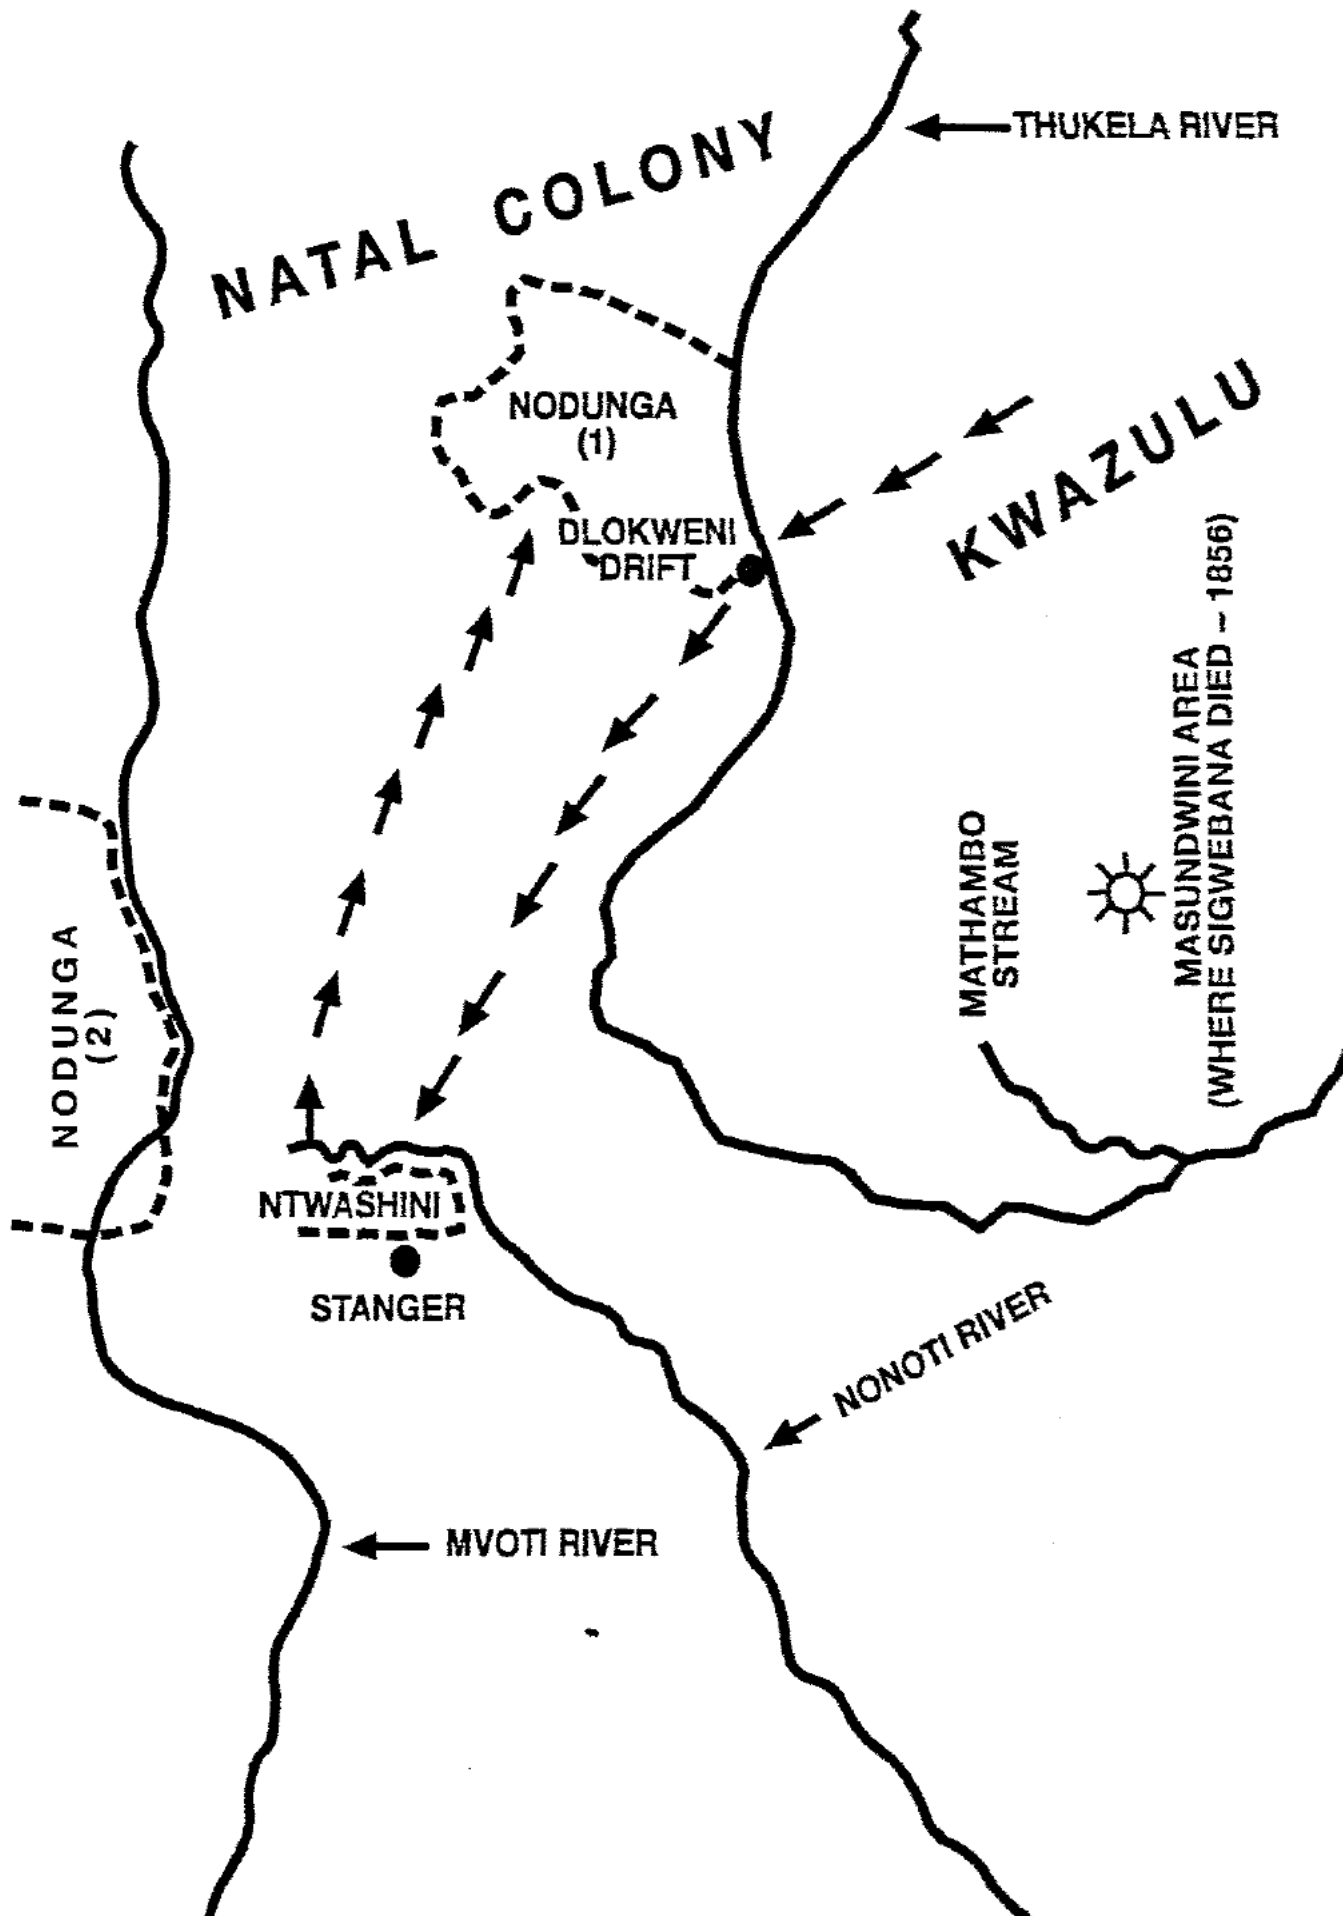 THUKELA RIVER
NATAL COLONY
NODUNGA
(1)
KWAZULU
DLOKWENI
DRIFT
MATHAMBO
STREAM
MASUNDWINI AREA
(WHERE SIGWEBANA DIED – 1856)
NODUNGA
(2)
NTWASHINI
STANGER
NONOTI RIVER
MVOTI RIVER